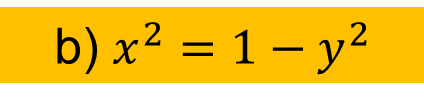 b) x² = 1 − y²